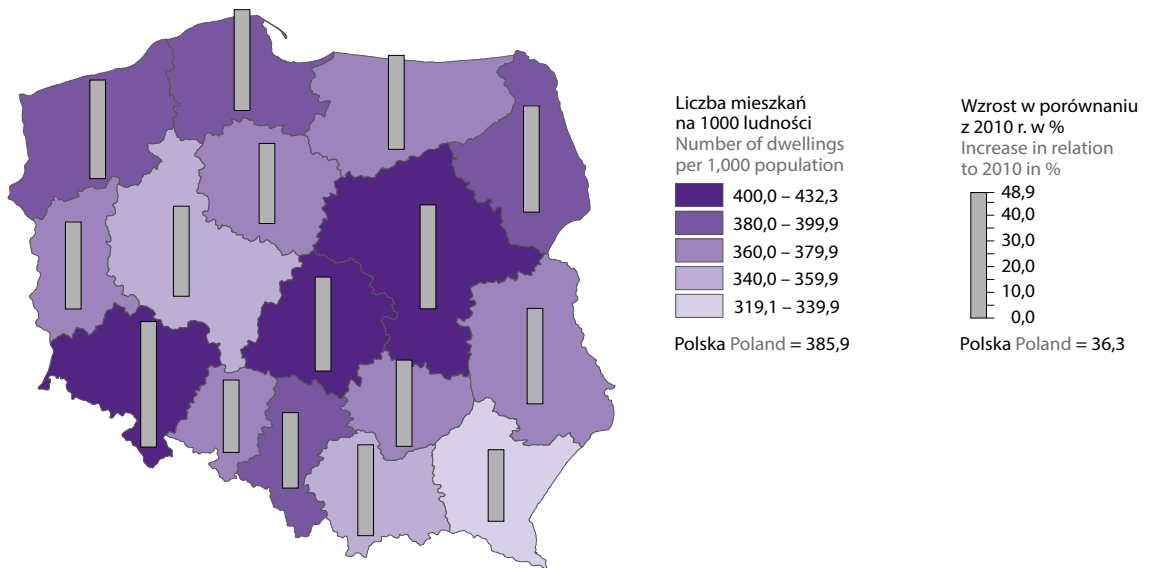 Liczba mieszkań
na 1000 ludności
Number of dwellings
per 1,000 population
400,0 – 432,3
380,0 – 399,9
360,0 – 379,9
340,0 – 359,9
319,1 – 339,9
Polska Poland = 385,9
Wzrost w porównaniu
z 2010 r. w %
Increase in relation
to 2010 in %
48,9
40,0
30,0
20,0
10,0
0,0
Polska Poland = 36,3